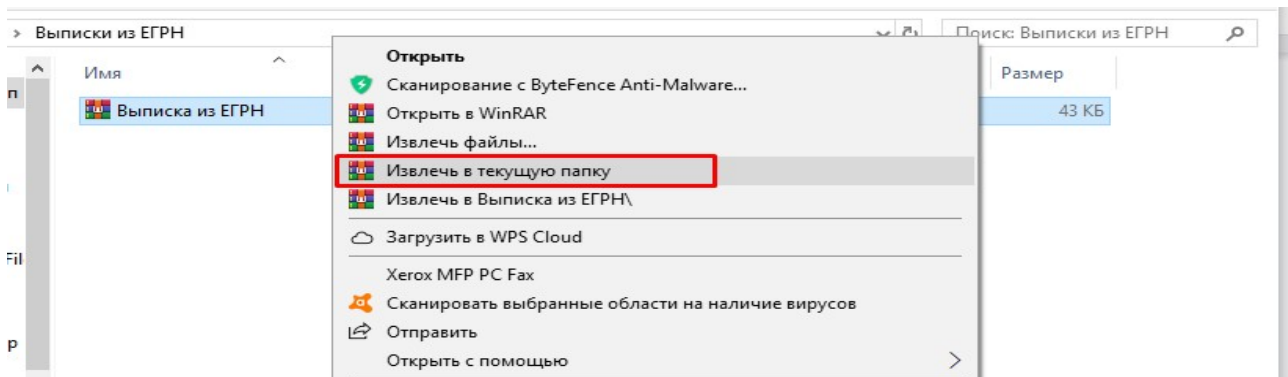 > Выписки из ЕГРН
Поиск: Выписки из ЕГРН
Имя
Размер
п
Выписка из ЕГРН
43 КБ
Открыть
Сканирование с ByteFence Anti-Malware...
Открыть в WinRAR
Извлечь файлы...
Извлечь в текущую папку
Извлечь в Выписка из ЕГРН\
Загрузить в WPS Cloud
Fil
Xerox MFP PC Fax
Сканировать выбранные области на наличие вирусов
Отправить
р
Открыть с помощью